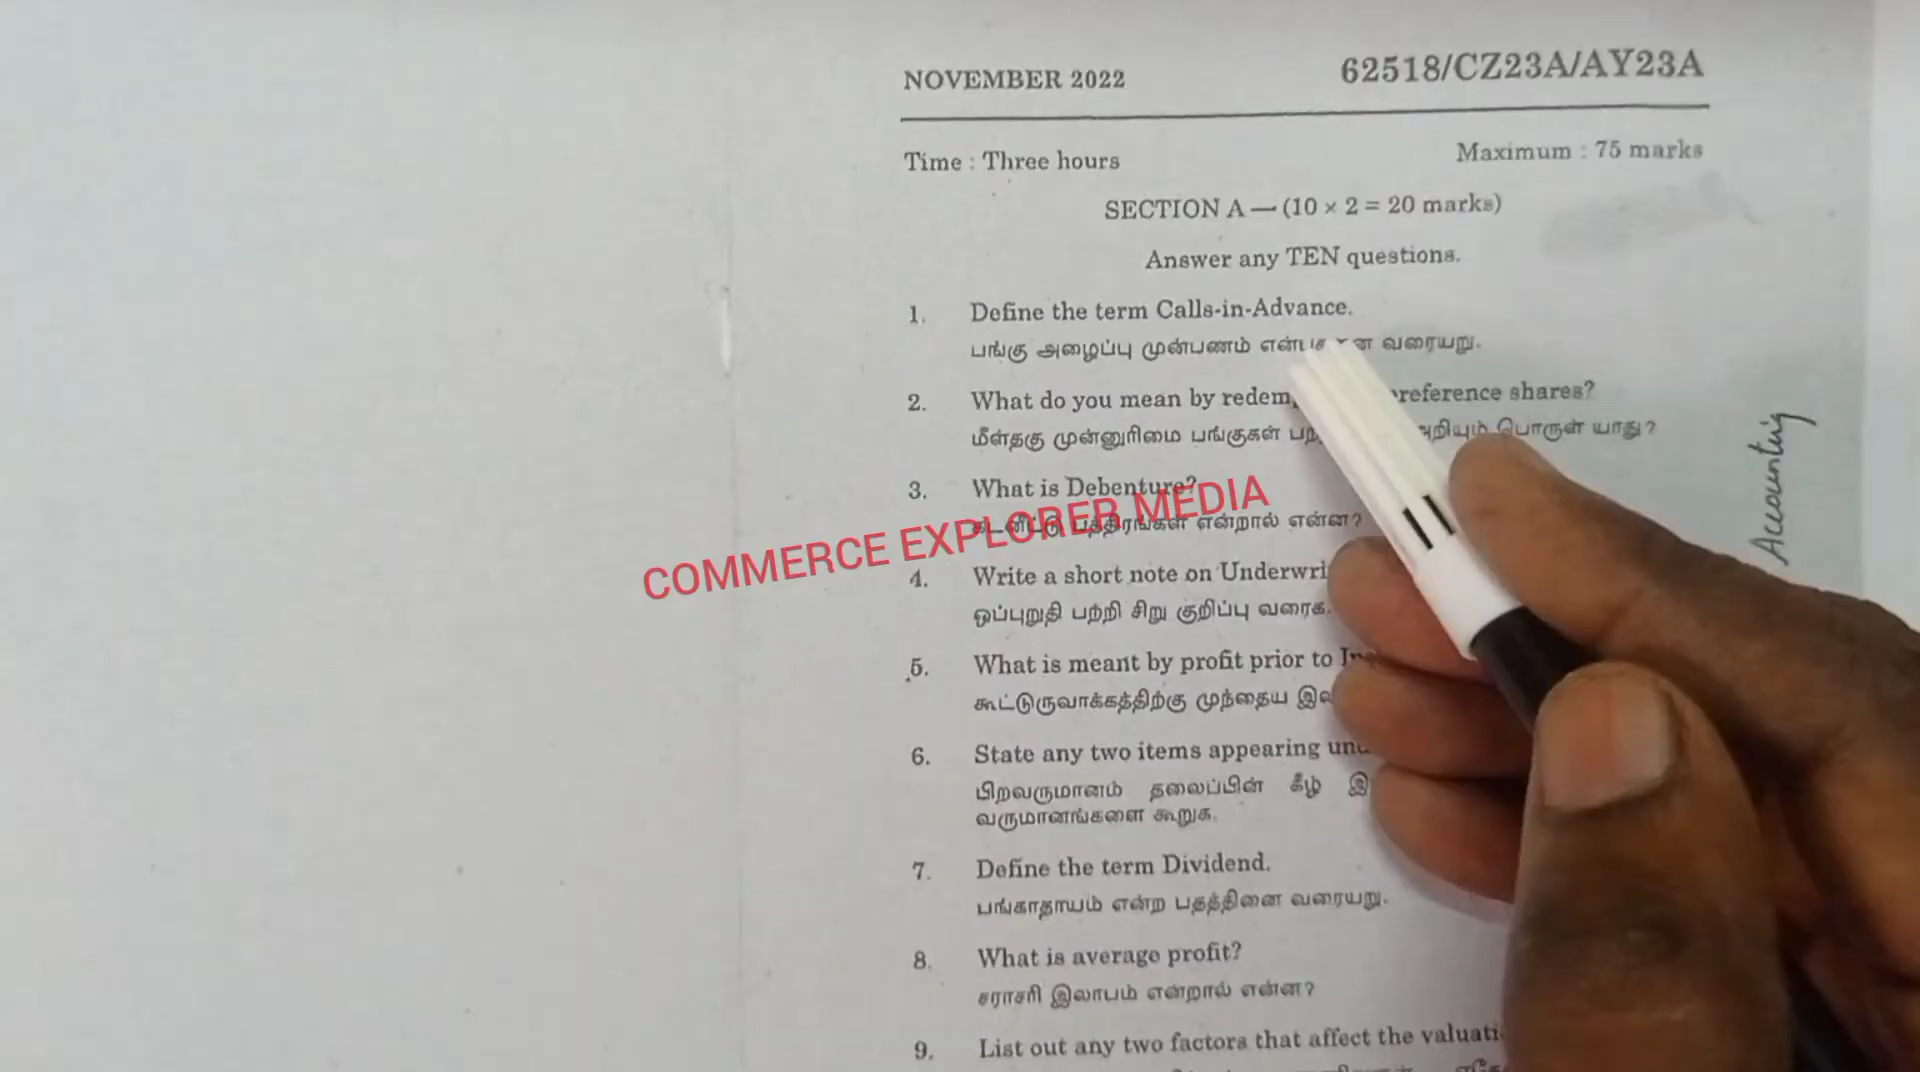 NOVEMBER 2022
62518/CZ23A/AY23A
Time : Three hours
Maximum : 75 marks
SECTION A — (10 × 2 = 20 marks)
Answer any TEN questions.
1. Define the term Calls-in-Advance.
பங்கு அழைப்பு முன்பணம் வரையறு.
2. What do you mean by preference shares?
மீள்தகு முன்னுரிமை பங்குகள் அறியும் பொருள் யாது?
3. What is Debenture?
கடனீட்டு பத்திரங்கள் என்றால் என்ன?
COMMERCE EXPLORER MEDIA
4. Write a short note on
ஒப்புறுதி பற்றி சிறு குறிப்பு வரைக.
5. What is meant by profit prior to
கூட்டுருவாக்கத்திற்கு முந்தைய
6. State any two items appearing
பிறவருமானம் தலைப்பின் கீழ்
வருமானங்களை கூறுக.
7. Define the term Dividend.
பங்காதாயம் என்ற பதத்தினை வரையறு.
8. What is average profit?
சராசரி இலாபம் என்றால் என்ன?
9. List out any two factors that affect the
Accounting